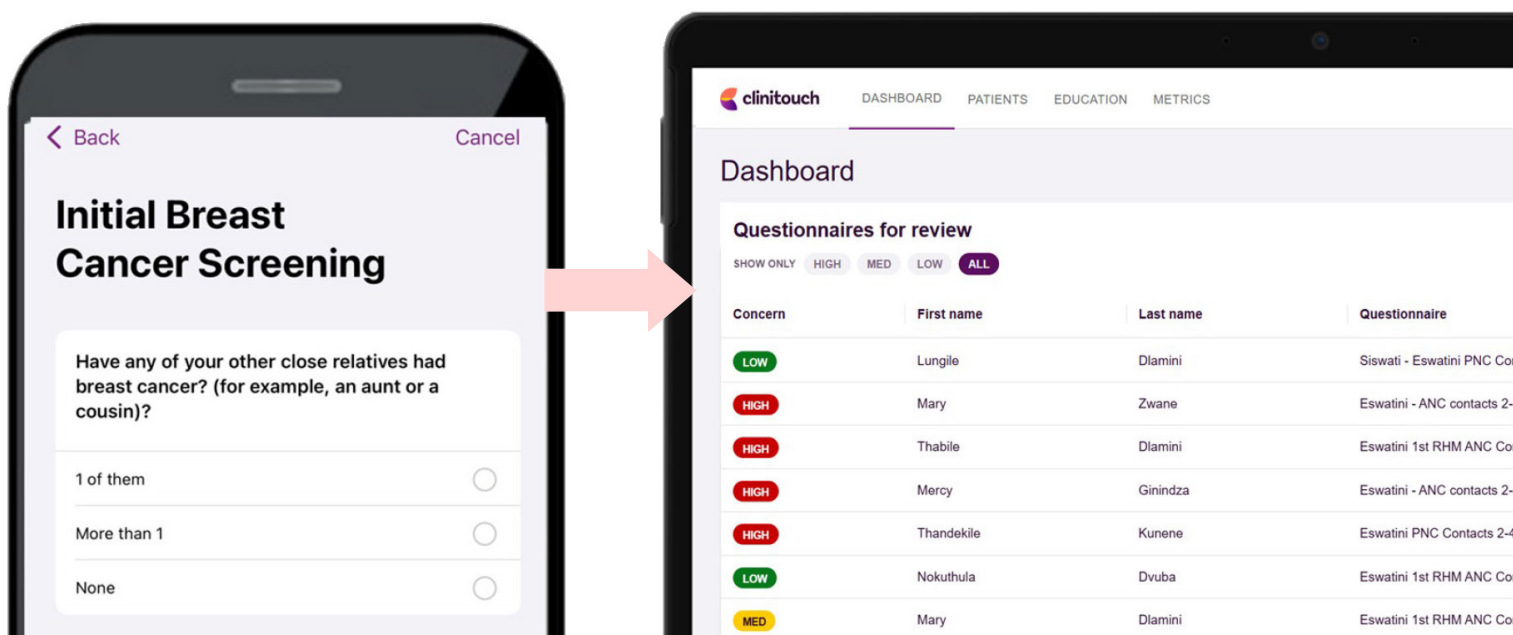 Back
Cancel
Initial Breast
Cancer Screening
Have any of your other close relatives had
breast cancer? (for example, an aunt or a
cousin)?
1 of them
More than 1
None
clinitouch DASHBOARD PATIENTS EDUCATION METRICS
Dashboard
Questionnaires for review
SHOW ONLY HIGH MED LOW ALL
Concern First name Last name Questionnaire
LOW Lungile Dlamini Siswati - Eswatini PNC Co
HIGH Mary Zwane Eswatini - ANC contacts 2-
HIGH Thabile Dlamini Eswatini 1st RHM ANC Co
HIGH Mercy Ginindza Eswatini - ANC contacts 2-
HIGH Thandekile Kunene Eswatini PNC Contacts 2-4
LOW Nokuthula Dvuba Eswatini 1st RHM ANC Co
MED Mary Dlamini Eswatini 1st RHM ANC Co